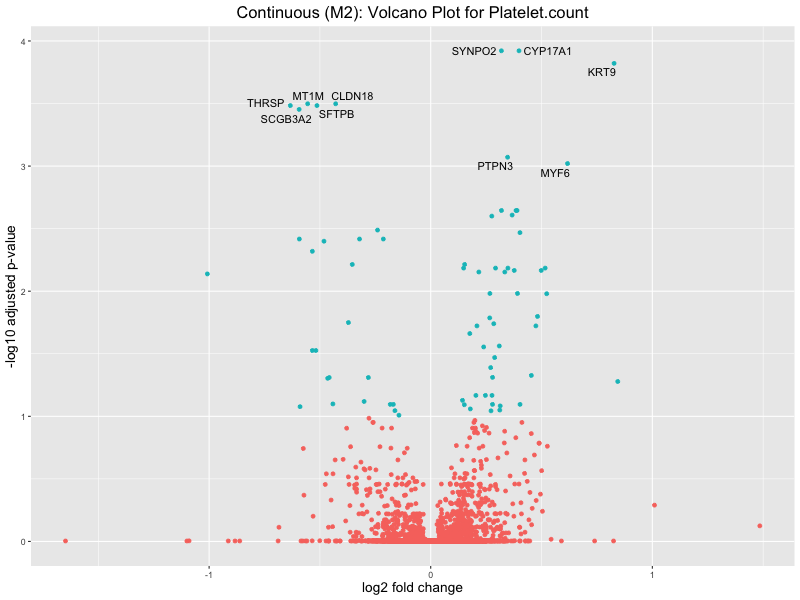 Continuous (M2): Volcano Plot for Platelet.count
4
SYNPO2 CYP17A1
KRT9
THRSP MT1M CLDN18
SCGB3A2 SFTPB
3
PTPN3
MYF6
-log10 adjusted p-value
2
1
0
-1 0 1
log2 fold change